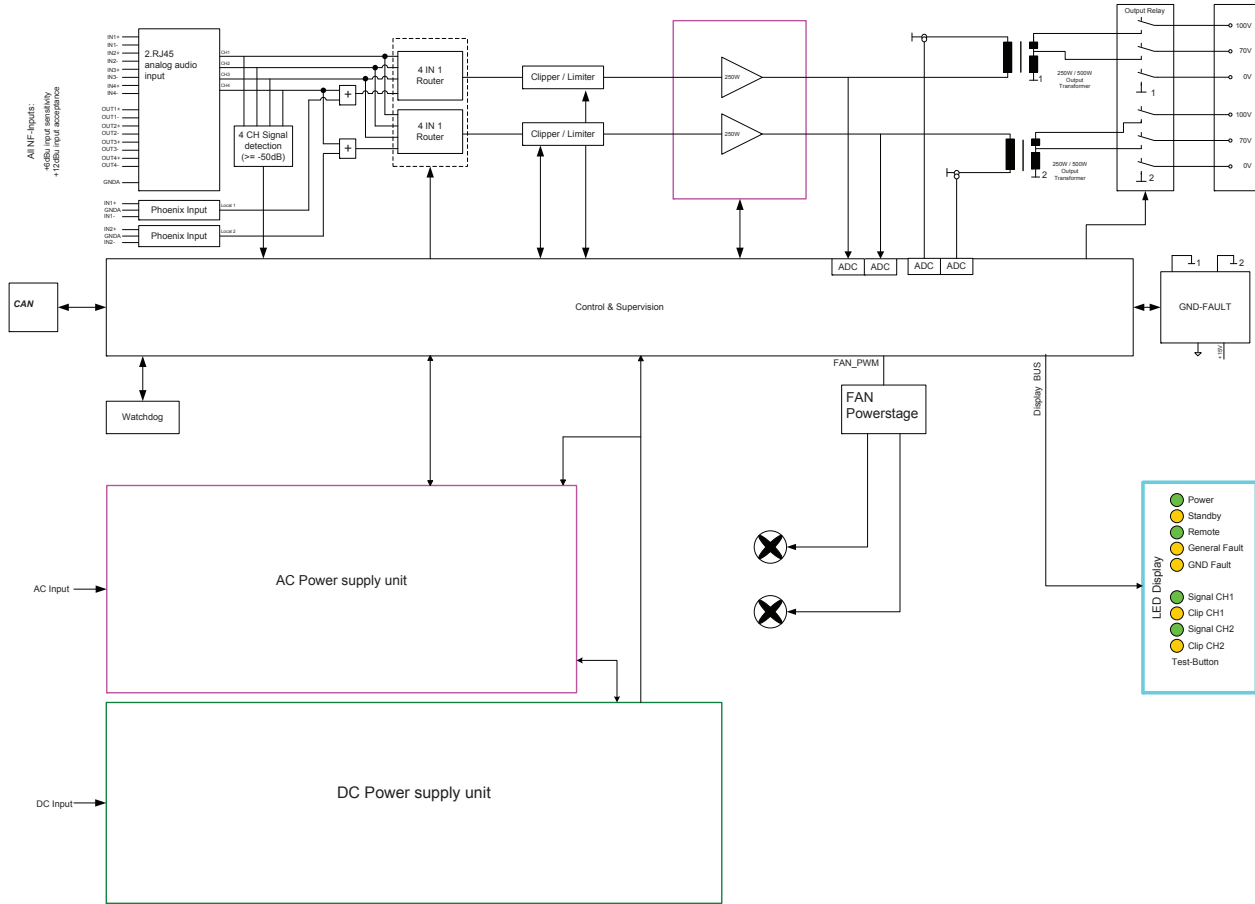 All NF-Inputs:
+6dBu input sensitivity
+12dBu input acceptance
IN1+
IN1-
IN2+
IN2-
IN3+
IN3-
IN4+
IN4-
OUT1+
OUT1-
OUT2+
OUT2-
OUT3+
OUT3-
OUT4+
OUT4-
GNDA
2.RJ45
analog audio
input
CH1
CH2
CH3
CH4
IN1+
GNDA
IN1-
Phoenix Input
Local 1
IN2+
GNDA
IN2-
Phoenix Input
Local 2
4 CH Signal
detection
(>= -50dB)
+
+
4 IN 1
Router
4 IN 1
Router
Clipper / Limiter
Clipper / Limiter
250W
250W
1
250W / 500W
Output
Transformer
2
250W / 500W
Output
Transformer
Output Relay
1
2
100V
70V
0V
100V
70V
0V
ADC
ADC
ADC
ADC
CAN
Control & Supervision
1
2
GND-FAULT
+15V
Watchdog
FAN_PWM
FAN
Powerstage
Display BUS
AC Input
AC Power supply unit
DC Input
DC Power supply unit
LED Display
Power
Standby
Remote
General Fault
GND Fault
Signal CH1
Clip CH1
Signal CH2
Clip CH2
Test-Button